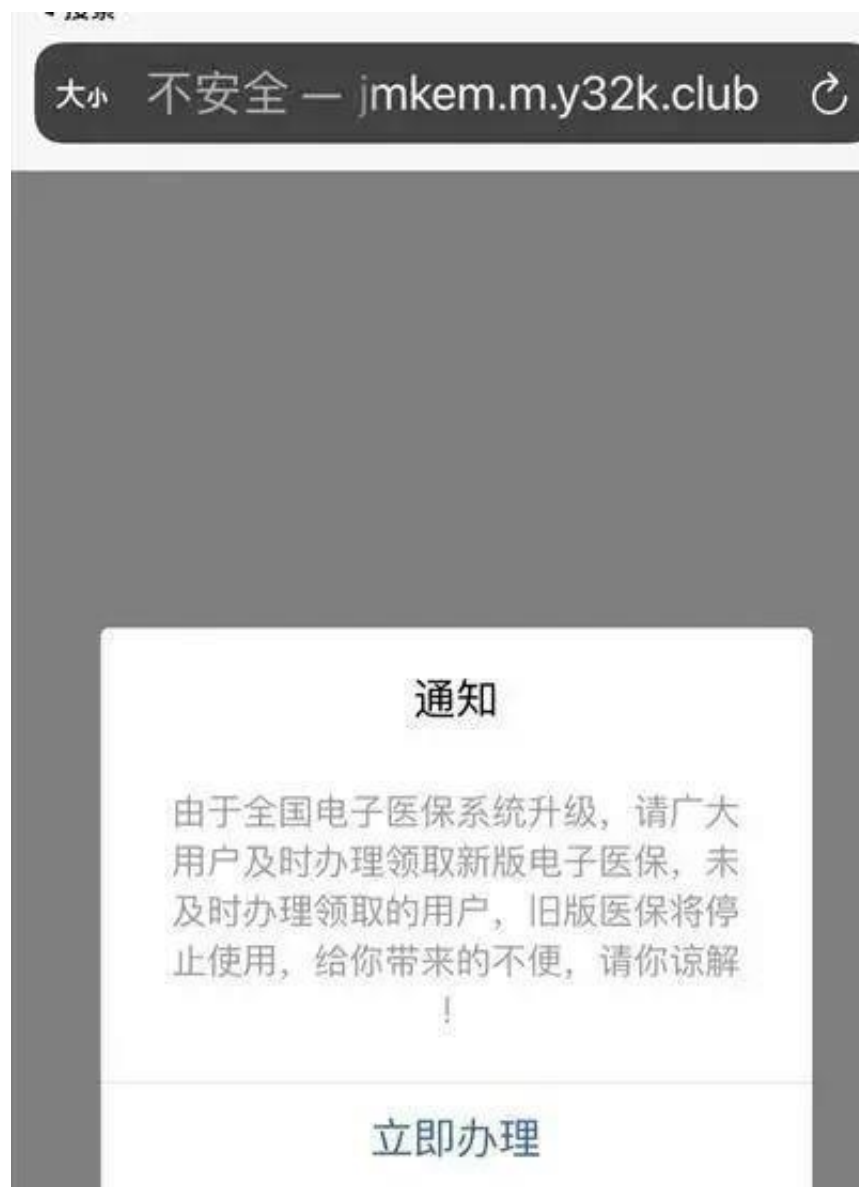 大小 不安全 — jmkem.m.y32k.club
通知
由于全国电子医保系统升级，请广大
用户及时办理领取新版电子医保，未
及时办理领取的用户，旧版医保将停
止使用，给你带来的不便，请你谅解
！
立即办理